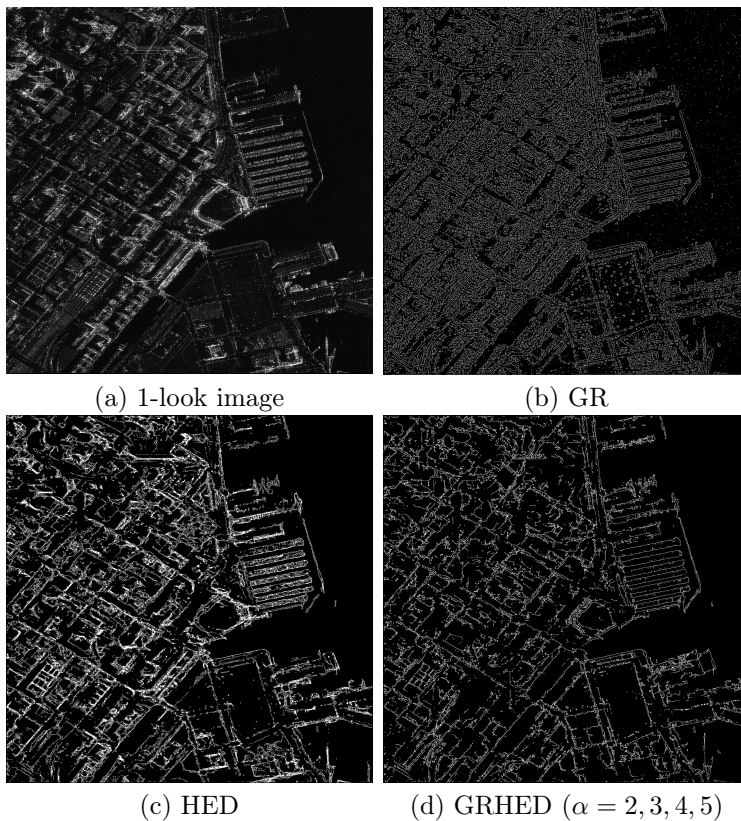 (a) 1-look image
(b) GR
(c) HED
(d) GRHED (α = 2, 3, 4, 5)